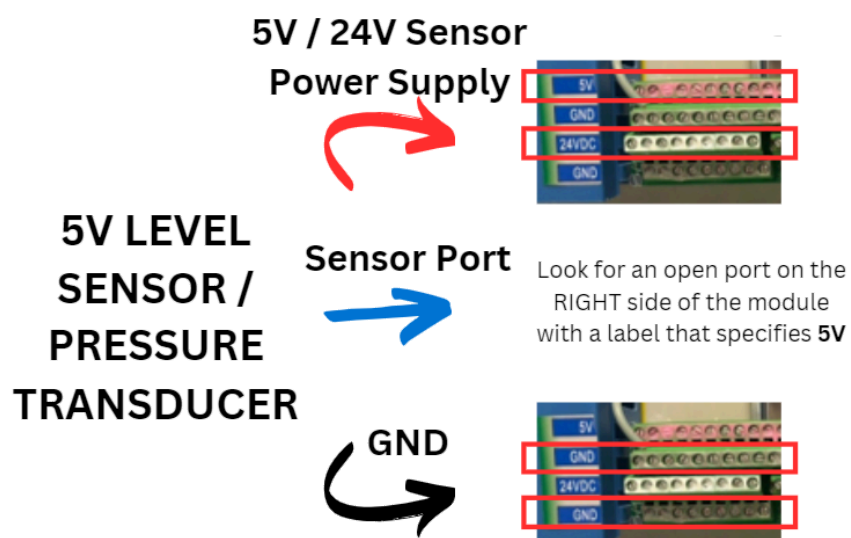 5V / 24V Sensor
Power Supply
5V
GND
24VDC
GND
5V LEVEL
SENSOR /
PRESSURE
TRANSDUCER
Sensor Port
Look for an open port on the
RIGHT side of the module
with a label that specifies 5V
GND
5V
GND
24VDC
GND